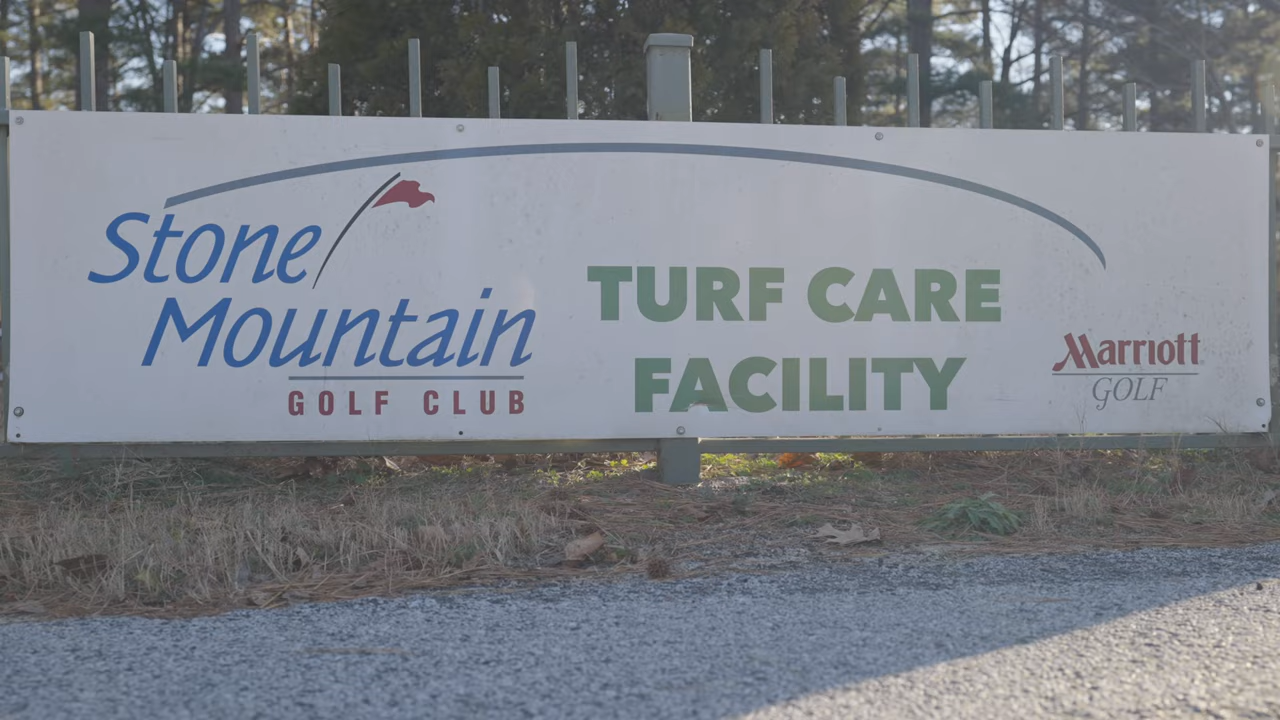 Stone
Mountain
GOLF CLUB
TURF CARE
FACILITY
Marriott
GOLF